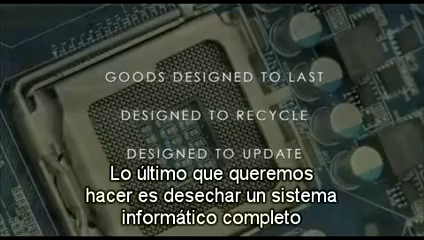 GOODS DESIGNED TO LAST
DESIGNED TO RECYCLE
DESIGNED TO UPDATE
Lo último que queremos
hacer es desechar un sistema
informático completo